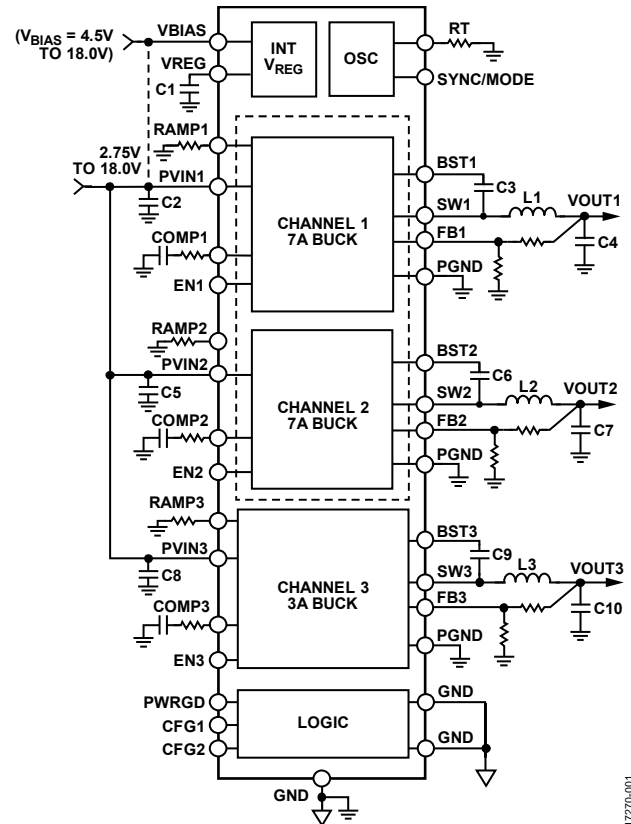 (VBIAS = 4.5V
TO 18.0V)
VBIAS
VREG
C1
INT
VREG
OSC
RT
SYNC/MODE
RAMP1
2.75V
TO 18.0V
PVIN1
C2
COMP1
EN1
CHANNEL 1
7A BUCK
BST1
C3
L1
VOUT1
SW1
FB1
C4
PGND
RAMP2
PVIN2
C5
COMP2
EN2
CHANNEL 2
7A BUCK
BST2
C6
L2
VOUT2
SW2
FB2
C7
PGND
RAMP3
PVIN3
C8
COMP3
EN3
CHANNEL 3
3A BUCK
BST3
C9
L3
VOUT3
SW3
FB3
C10
PGND
PWRGD
CFG1
CFG2
LOGIC
GND
GND
GND
17270-001